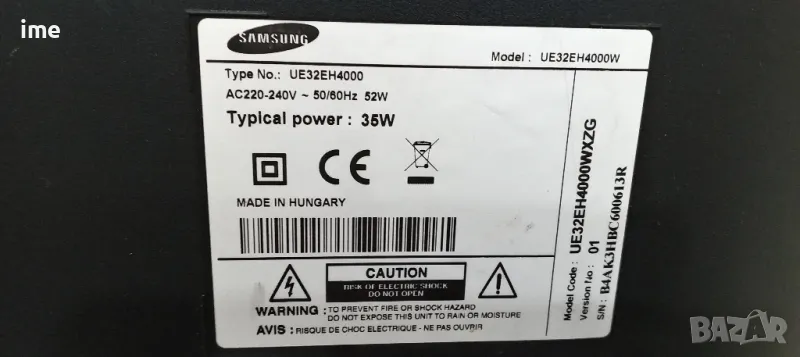 ime
SAMSUNG
Model : UE32EH4000W
Type No.: UE32EH4000
AC220-240V ~ 50/60Hz 52W
Typical power : 35W
CE
MADE IN HUNGARY
CAUTION
RISK OF ELECTRIC SHOCK
DO NOT OPEN
WARNING : TO PREVENT FIRE OR SHOCK HAZARD
DO NOT EXPOSE THIS UNIT TO RAIN OR MOISTURE
AVIS : RISQUE DE CHOC ELECTRIQUE - NE PAS OUVRIR
Model Code : UE32EH4000WXZG
Version No : 01
S/N : B4AK3HBC600613R
BAZAR